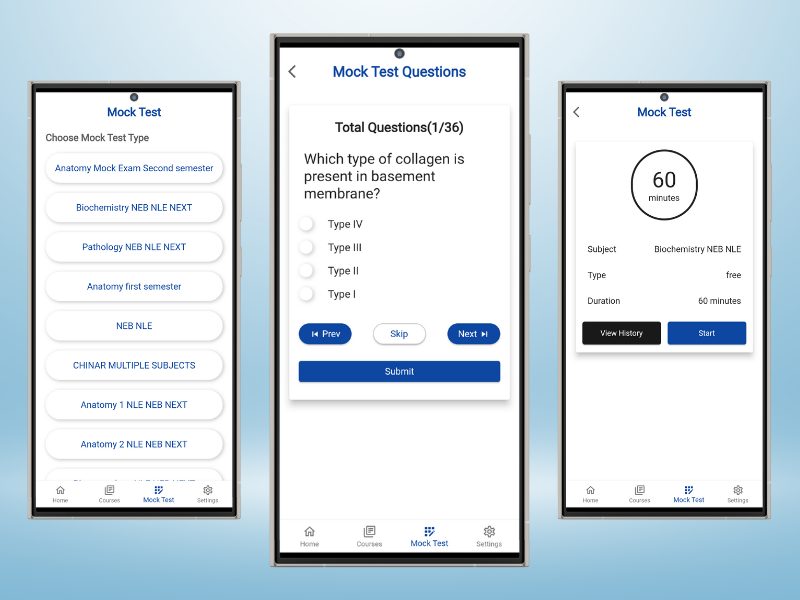 Mock Test
Choose Mock Test Type
Anatomy Mock Exam Second semester
Biochemistry NEB NLE NEXT
Pathology NEB NLE NEXT
Anatomy first semester
NEB NLE
CHINAR MULTIPLE SUBJECTS
Anatomy 1 NLE NEB NEXT
Anatomy 2 NLE NEB NEXT
Home Courses Mock Test Settings
Mock Test Questions
Total Questions(1/36)
Which type of collagen is
present in basement
membrane?
Type IV
Type III
Type II
Type I
Prev Skip Next
Submit
Home Courses Mock Test Settings
Mock Test
60
minutes
Subject Biochemistry NEB NLE
Type free
Duration 60 minutes
View History Start
Home Courses Mock Test Settings